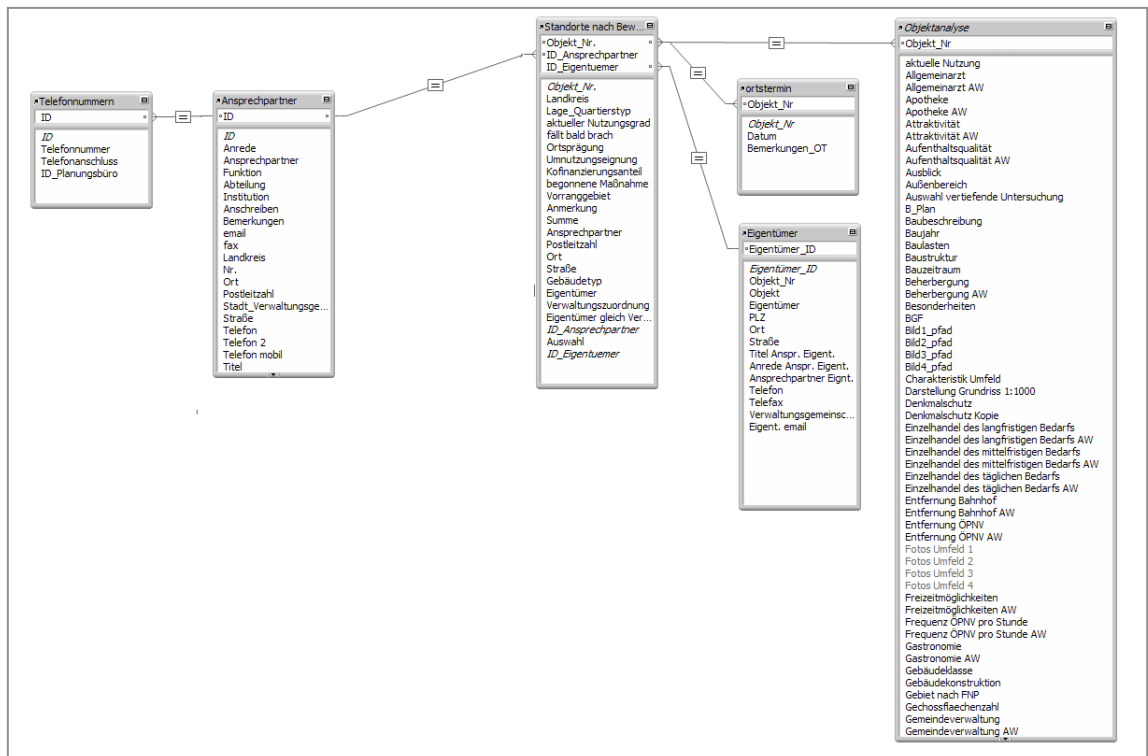 Telefonnummern
ID
ID
Telefonnummer
Telefonanschluss
ID_Planungsbüro
=
Ansprechpartner
ID
ID
Anrede
Ansprechpartner
Funktion
Abteilung
Institution
Anschreiben
Bemerkungen
email
fax
Landkreis
Nr.
Ort
Postleitzahl
Stadt_Verwaltungsge...
Straße
Telefon
Telefon 2
Telefon mobil
Titel
=
Standorte nach Bew...
Objekt_Nr.
ID_Ansprechpartner
ID_Eigentuemer
Objekt_Nr.
Landkreis
Lage_Quartierstyp
aktueller Nutzungsgrad
fällt bald brach
Ortsprägung
Umnutzungseignung
Kofinanzierungsanteil
begonnene Maßnahme
Vorranggebiet
Anmerkung
Summe
Ansprechpartner
Postleitzahl
Ort
Straße
Gebäudetyp
Eigentümer
Verwaltungszuordnung
Eigentümer gleich Ver...
ID_Ansprechpartner
Auswahl
ID_Eigentuemer
=
=
=
ortstermin
Objekt_Nr
Objekt_Nr
Datum
Bemerkungen_OT
Eigentümer
Eigentümer_ID
Eigentümer_ID
Objekt_Nr
Objekt
Eigentümer
PLZ
Ort
Straße
Titel Anspr. Eigent.
Anrede Anspr. Eigent.
Ansprechpartner Eignt.
Telefon
Telefax
Verwaltungsgemeinsc...
Eigent. email
Objektanalyse
Objekt_Nr
aktuelle Nutzung
Allgemeinarzt
Allgemeinarzt AW
Apotheke
Apotheke AW
Attraktivität
Attraktivität AW
Aufenthaltsqualität
Aufenthaltsqualität AW
Ausblick
Außenbereich
Auswahl vertiefende Untersuchung
B_Plan
Baubeschreibung
Baujahr
Baulasten
Baustruktur
Bauzeitraum
Beherbergung
Beherbergung AW
Besonderheiten
BGF
Bild1_pfad
Bild2_pfad
Bild3_pfad
Bild4_pfad
Charakteristik Umfeld
Darstellung Grundriss 1:1000
Denkmalschutz
Denkmalschutz Kopie
Einzelhandel des langfristigen Bedarfs
Einzelhandel des langfristigen Bedarfs AW
Einzelhandel des mittelfristigen Bedarfs
Einzelhandel des mittelfristigen Bedarfs AW
Einzelhandel des täglichen Bedarfs
Einzelhandel des täglichen Bedarfs AW
Entfernung Bahnhof
Entfernung Bahnhof AW
Entfernung ÖPNV
Entfernung ÖPNV AW
Fotos Umfeld 1
Fotos Umfeld 2
Fotos Umfeld 3
Fotos Umfeld 4
Freizeitmöglichkeiten
Freizeitmöglichkeiten AW
Frequenz ÖPNV pro Stunde
Frequenz ÖPNV pro Stunde AW
Gastronomie
Gastronomie AW
Gebäudeklasse
Gebäudekonstruktion
Gebiet nach FNP
Gechossflaechenzahl
Gemeindeverwaltung
Gemeindeverwaltung AW